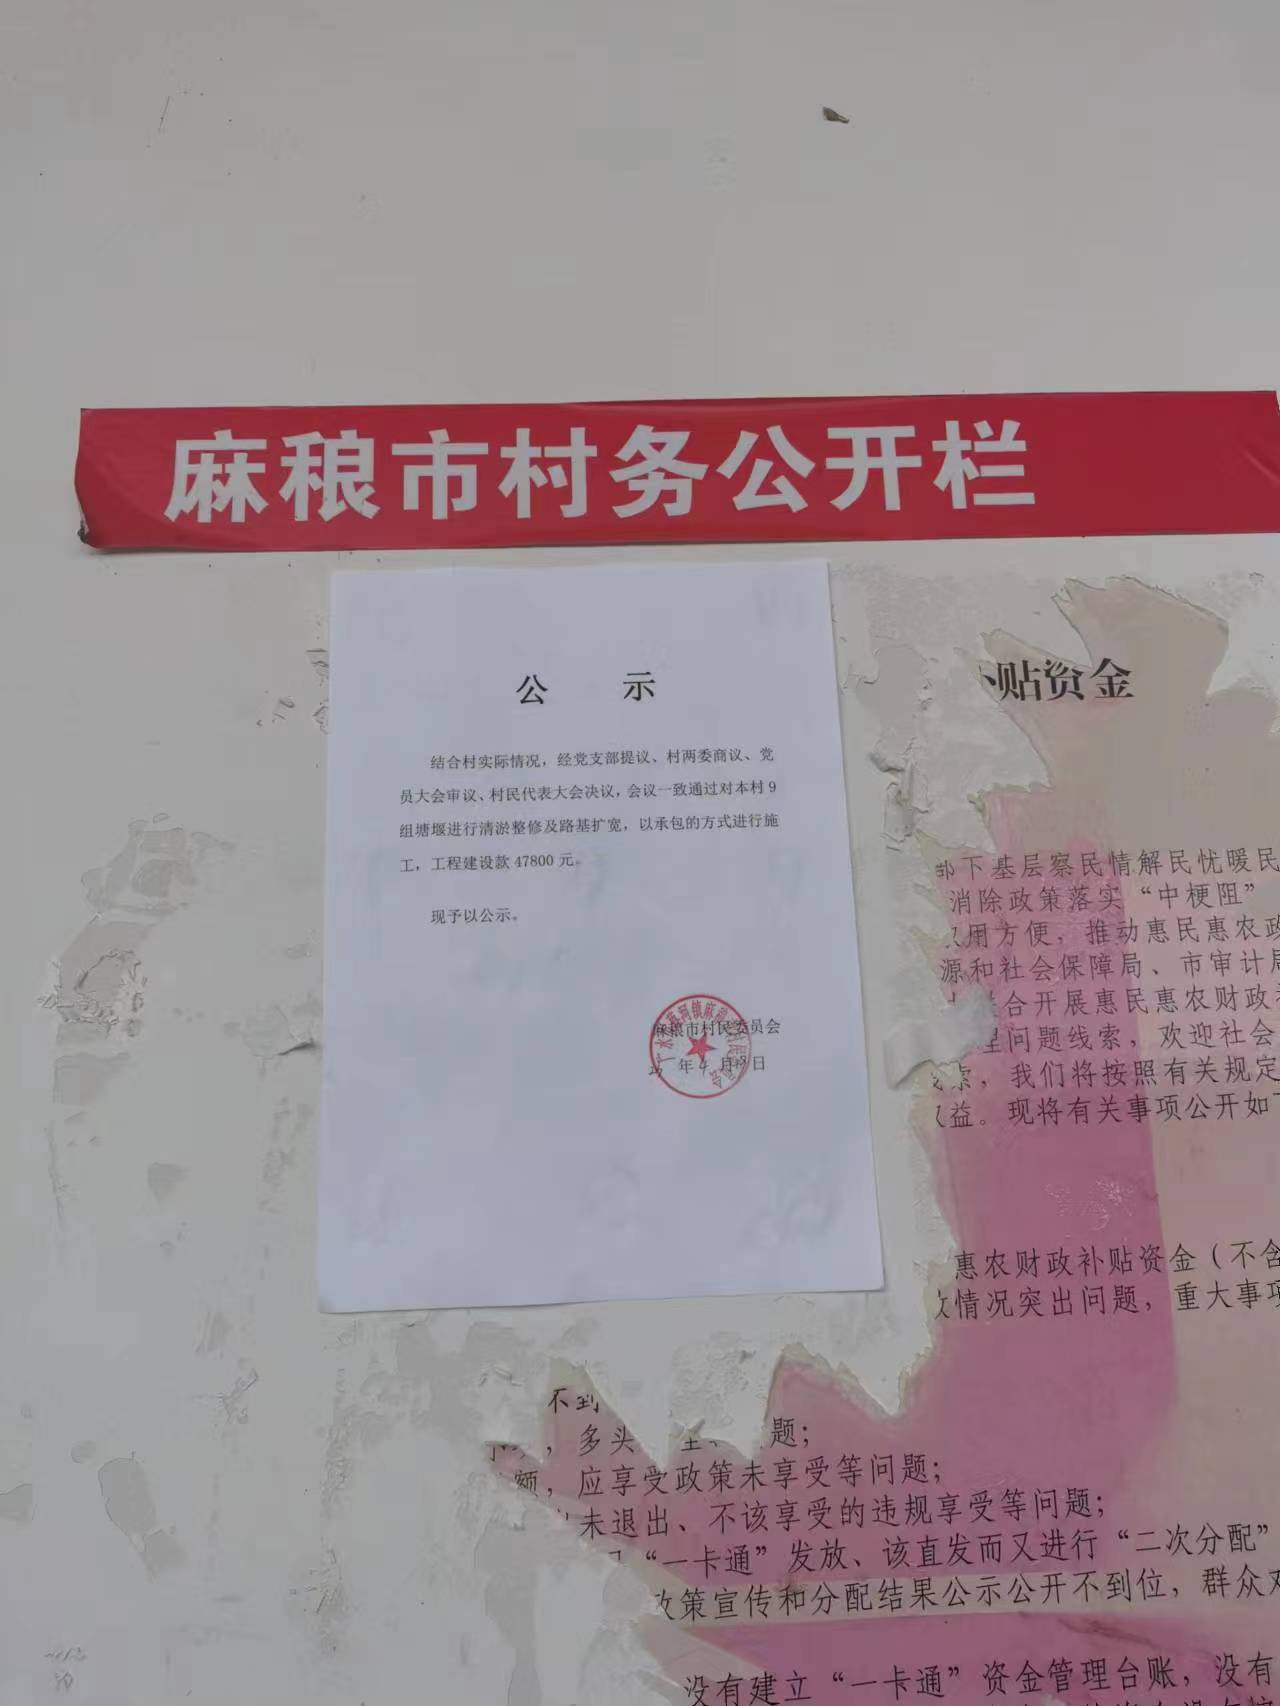 麻稂市村务公开栏
公 示
结合村实际情况，经党支部提议、村两委商议、党
员大会审议、村民代表大会决议，会议一致通过对本村9
组塘堰进行清淤整修及路基扩宽，以承包的方式进行施
工，工程建设款47800元。
现予以公示。
麻稂市村民委员会
年4月 日
贴资金
下基层察民情解民忧暖民
消除政策落实“中梗阻”
用方便，推动惠民惠农政
源和社会保障局、市审计局
合开展惠民惠农财政补
理问题线索，欢迎社会
索，我们将按照有关规定
益。现将有关事项公开如下
惠农财政补贴资金（不含
情况突出问题，重大事项
不到
，多头 题；
额，应享受政策未享受等问题；
未退出、不该享受的违规享受等问题；
“一卡通”发放、该直发而又进行“二次分配”
政策宣传和分配结果公示公开不到位，群众对
没有建立“一卡通”资金管理台账，没有